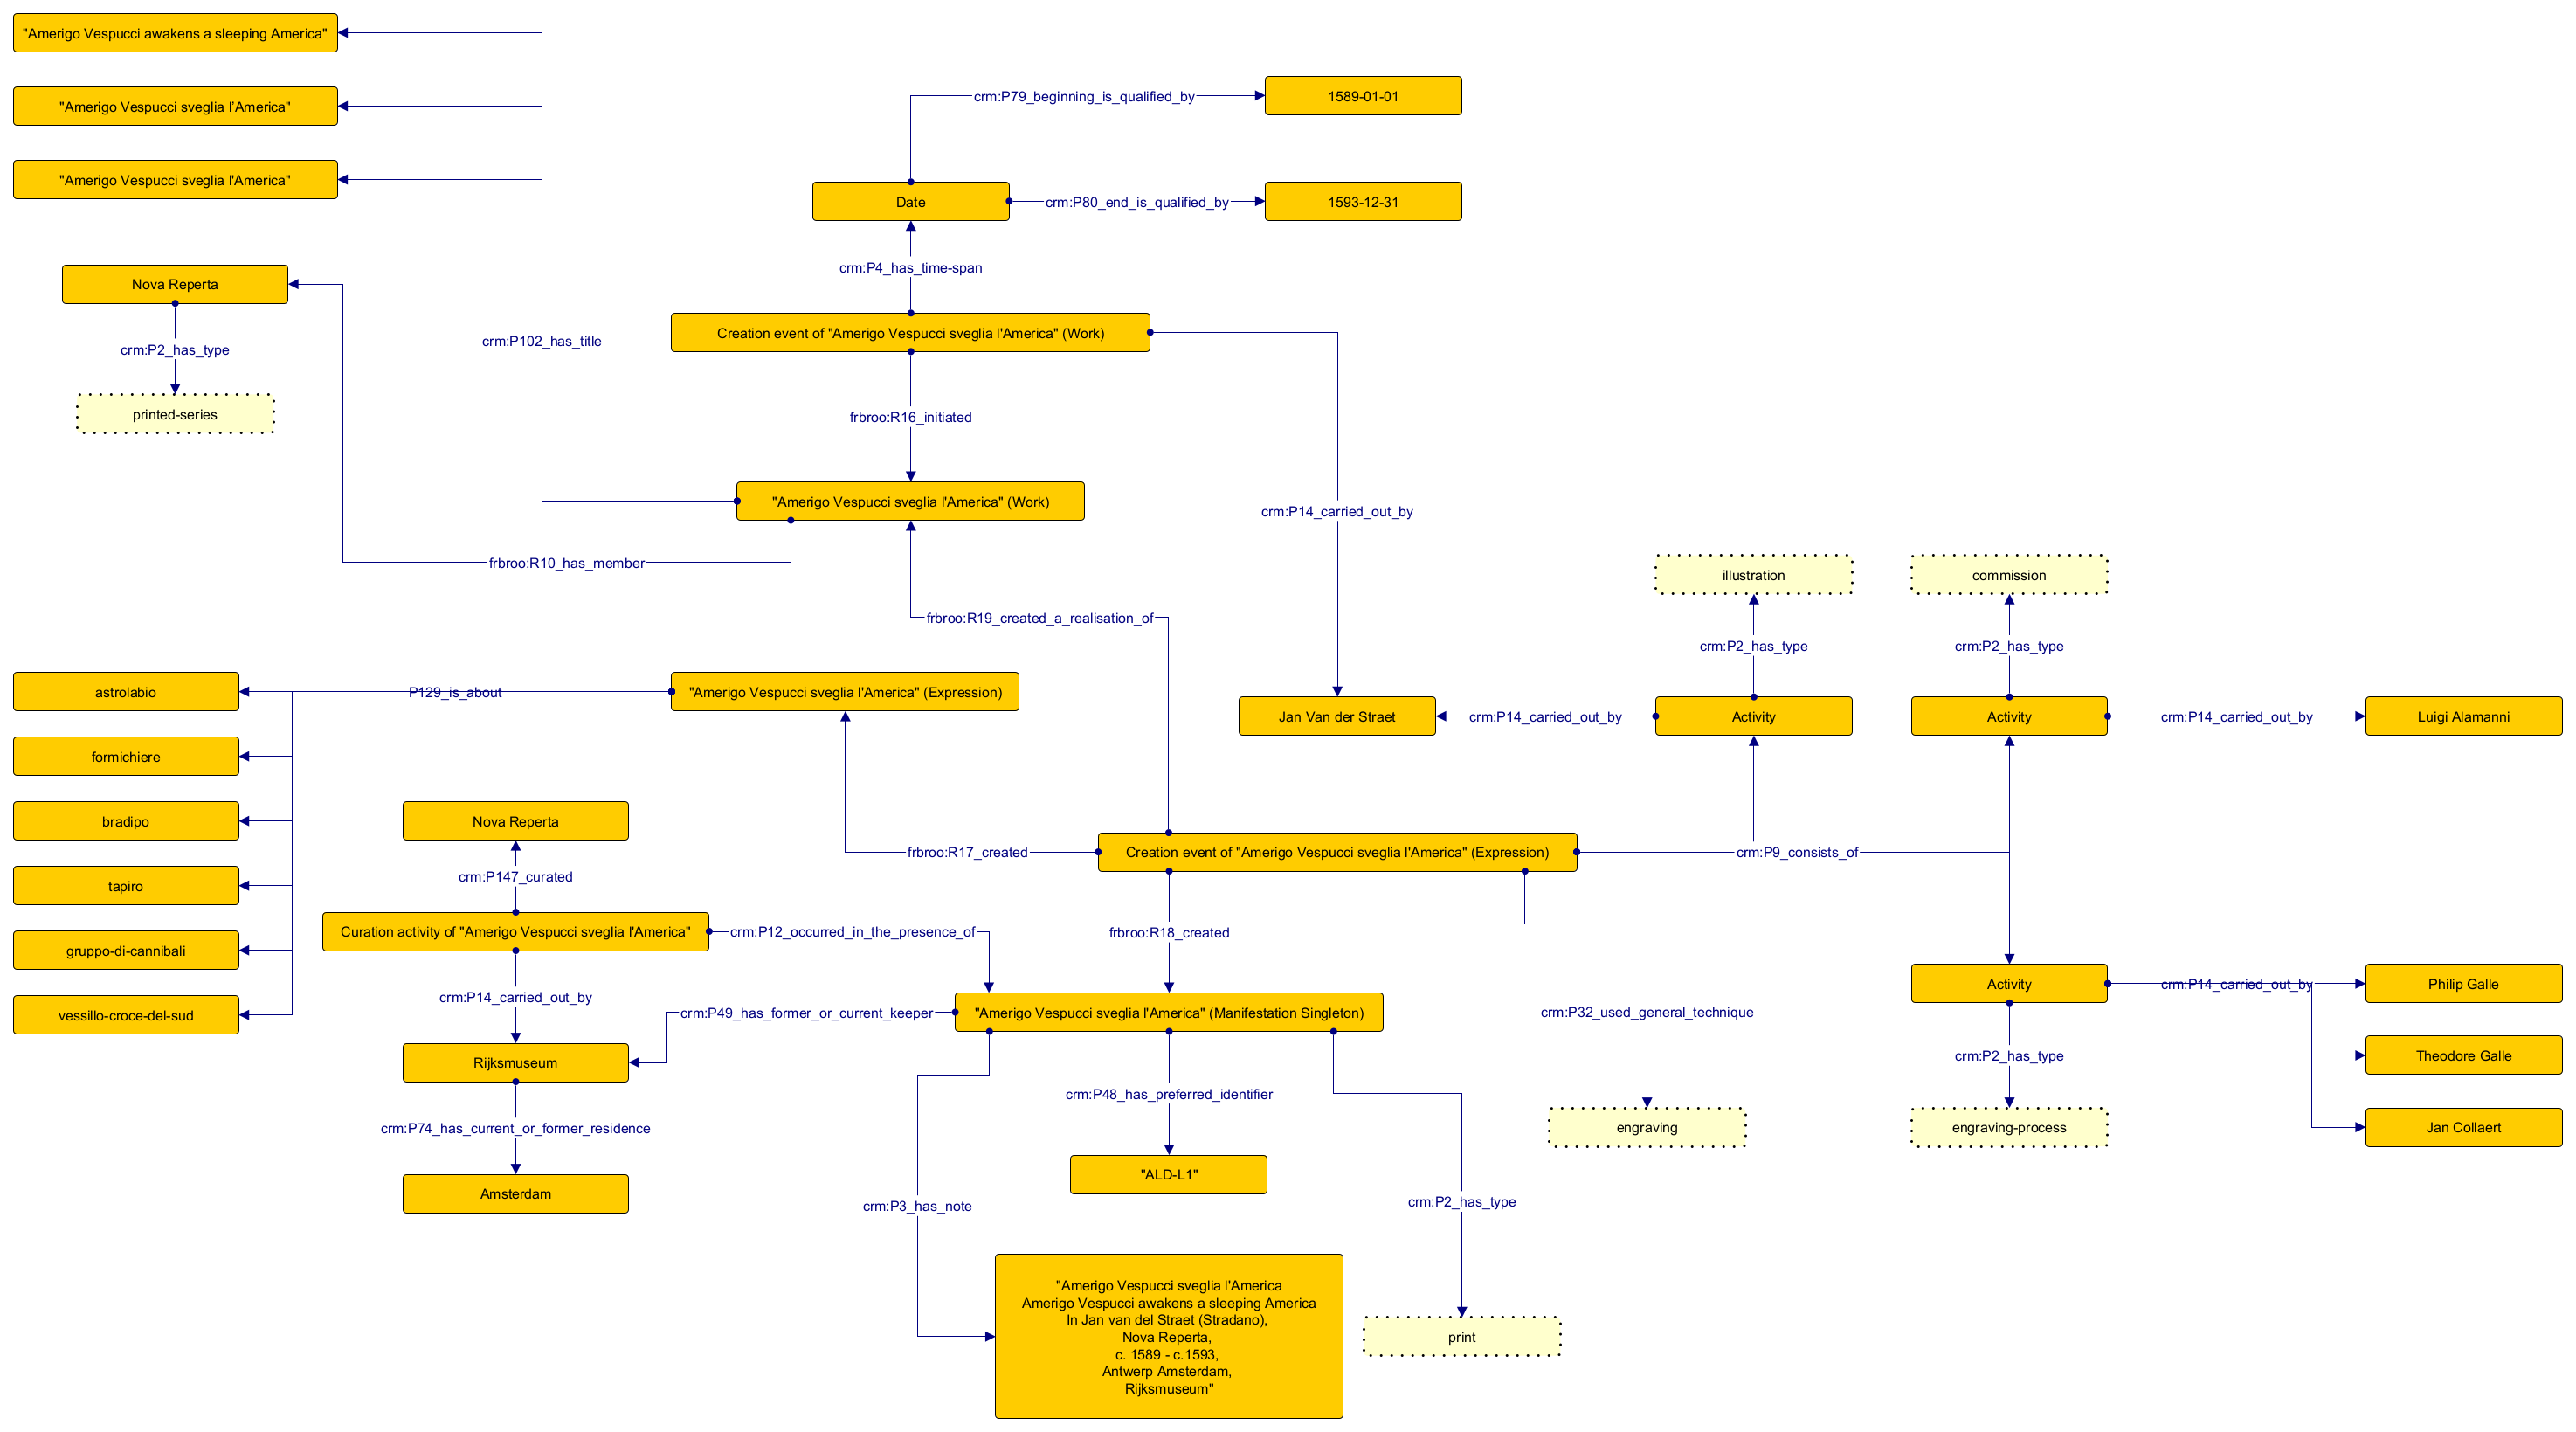 "Amerigo Vespucci awakens a sleeping America"
"Amerigo Vespucci sveglia l’America"
"Amerigo Vespucci sveglia l'America"
crm:P79_beginning_is_qualified_by
1589-01-01
Date
crm:P80_end_is_qualified_by
1593-12-31
crm:P4_has_time-span
Nova Reperta
crm:P2_has_type
printed-series
crm:P102_has_title
Creation event of "Amerigo Vespucci sveglia l'America" (Work)
frbroo:R16_initiated
"Amerigo Vespucci sveglia l'America" (Work)
crm:P14_carried_out_by
frbroo:R10_has_member
frbroo:R19_created_a_realisation_of
illustration
commission
crm:P2_has_type
crm:P2_has_type
astrolabio
P129_is_about
"Amerigo Vespucci sveglia l'America" (Expression)
Jan Van der Straet
crm:P14_carried_out_by
Activity
Activity
crm:P14_carried_out_by
Luigi Alamanni
formichiere
bradipo
tapiro
gruppo-di-cannibali
vessillo-croce-del-sud
Nova Reperta
crm:P147_curated
frbroo:R17_created
Creation event of "Amerigo Vespucci sveglia l'America" (Expression)
crm:P9_consists_of
Curation activity of "Amerigo Vespucci sveglia l'America"
crm:P12_occurred_in_the_presence_of
frbroo:R18_created
crm:P14_carried_out_by
crm:P49_has_former_or_current_keeper
"Amerigo Vespucci sveglia l'America" (Manifestation Singleton)
crm:P32_used_general_technique
Activity
crm:P14_carried_out_by
Philip Galle
Theodore Galle
Jan Collaert
crm:P2_has_type
engraving-process
engraving
Rijksmuseum
crm:P74_has_current_or_former_residence
Amsterdam
crm:P48_has_preferred_identifier
"ALD-L1"
crm:P3_has_note
crm:P2_has_type
print
"Amerigo Vespucci sveglia l'America
Amerigo Vespucci awakens a sleeping America
In Jan van del Straet (Stradano),
Nova Reperta,
c. 1589 - c.1593,
Antwerp Amsterdam,
Rijksmuseum"